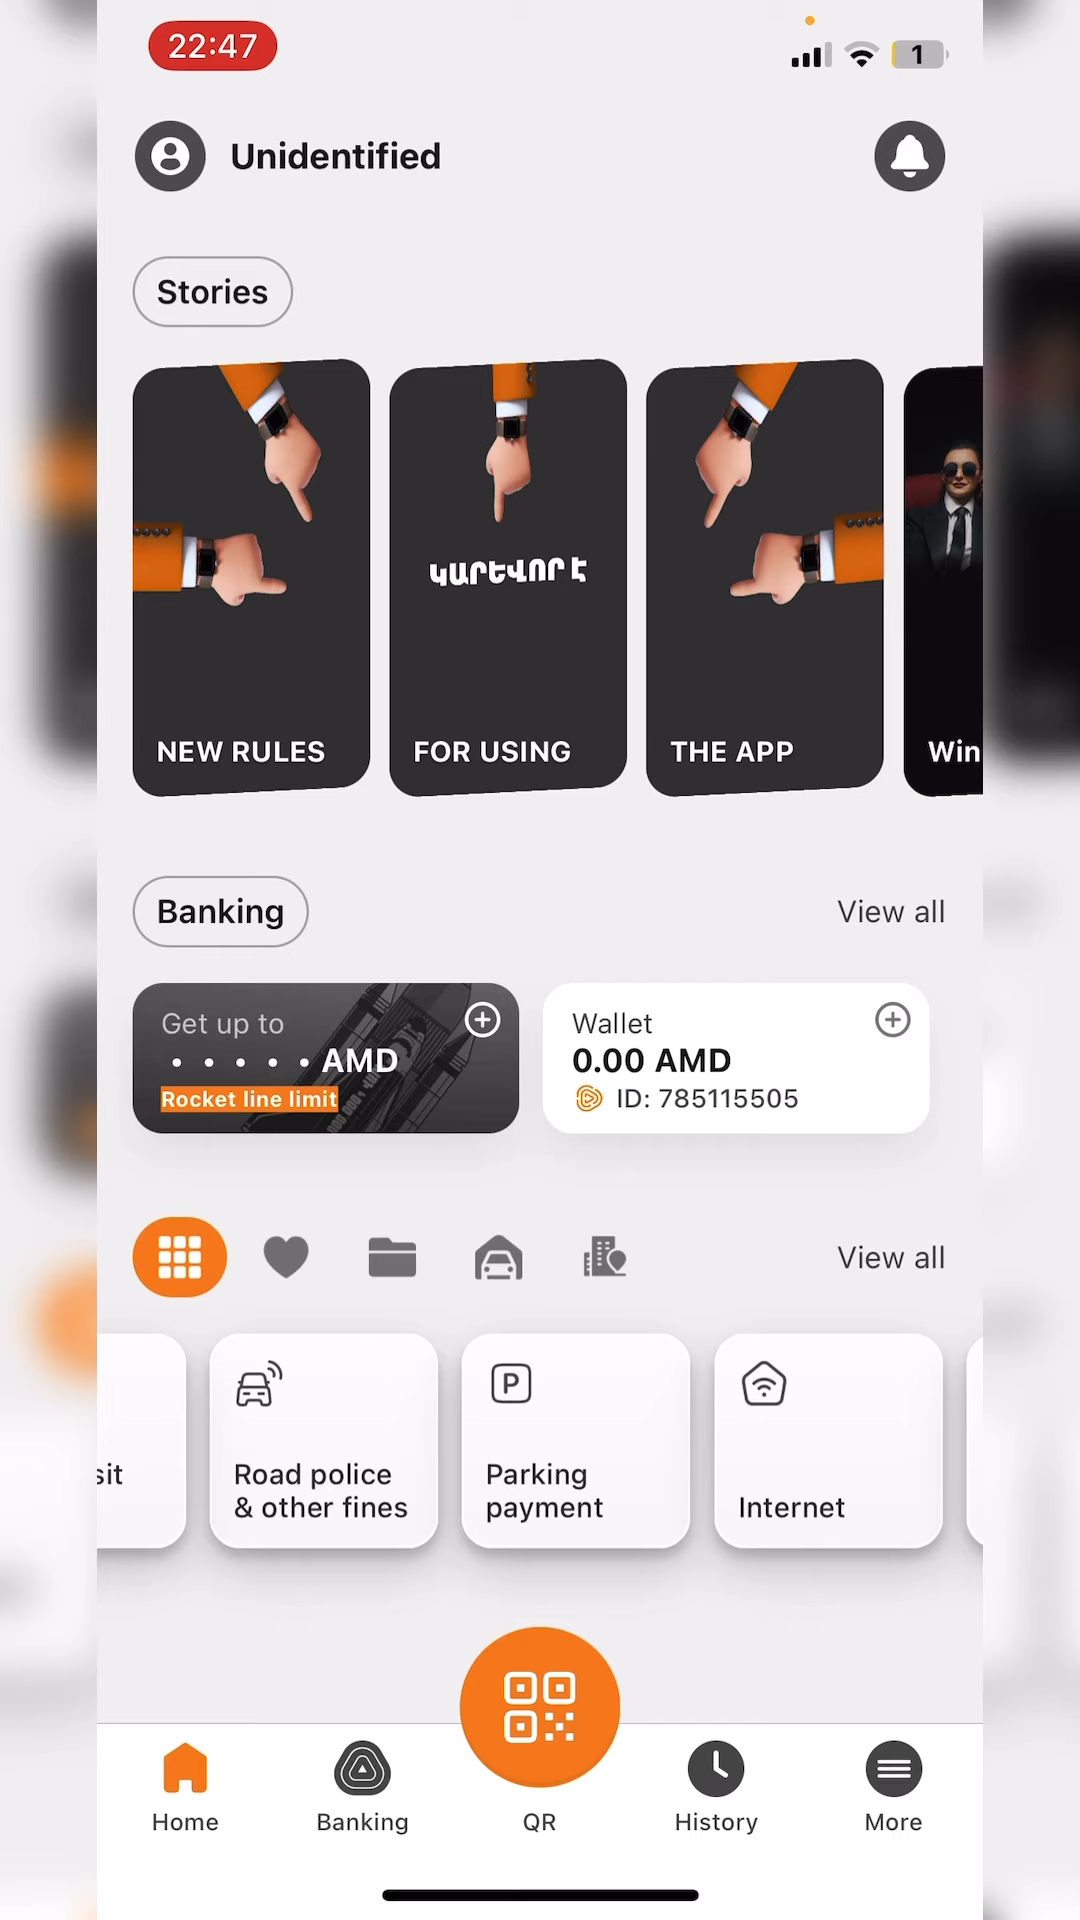 22:47
1
Unidentified
Stories
ԿԱՐԵՎՈՐ Է
NEW RULES
FOR USING
THE APP
Win
Banking
View all
Get up to
• • • • • AMD
Rocket line limit
Wallet
0.00 AMD
ID: 785115505
View all
sit
Road police
& other fines
P
Parking
payment
Internet
Home
Banking
QR
History
More